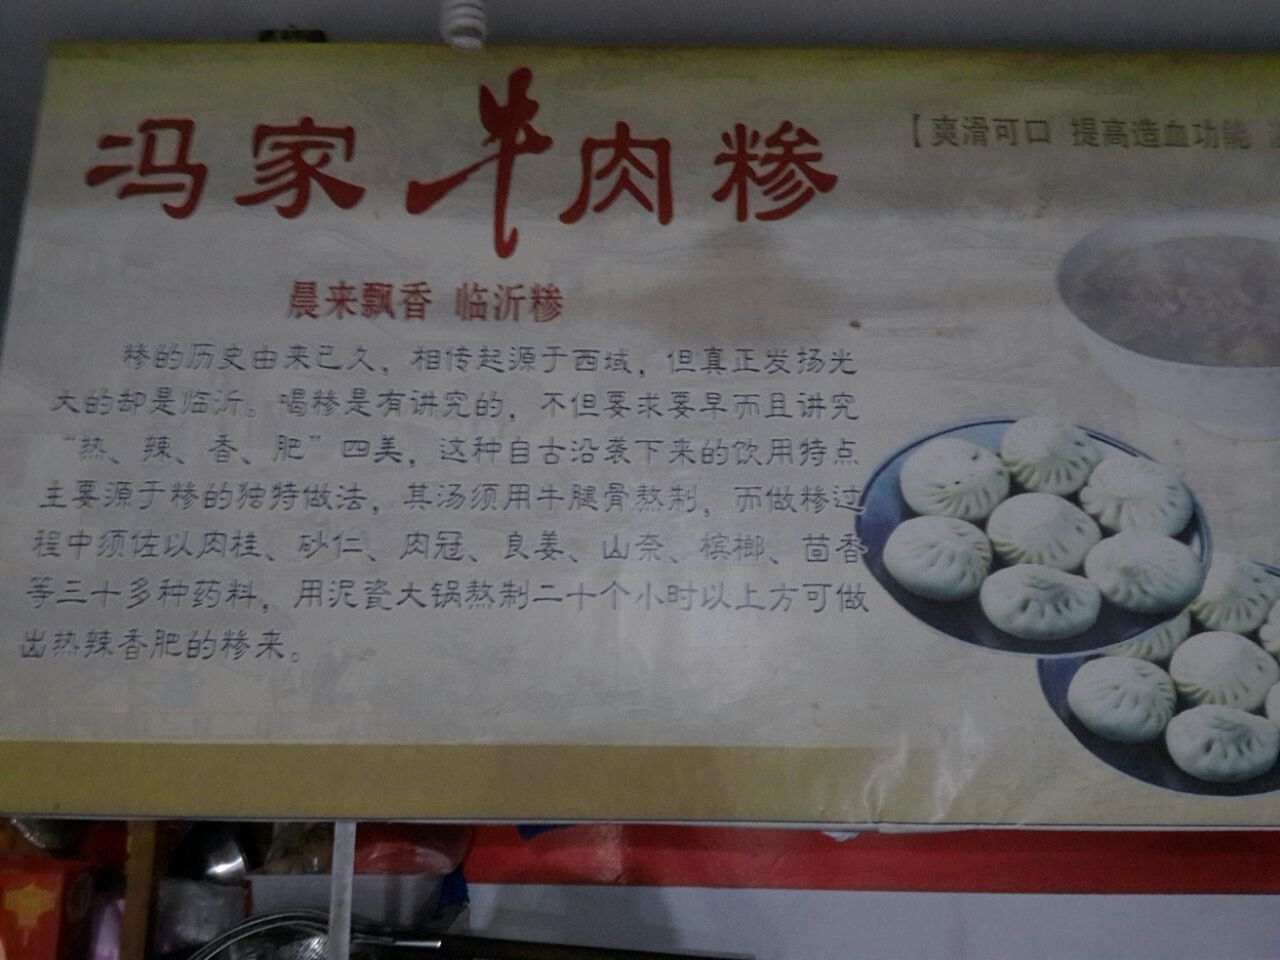 冯家牛肉糁
【爽滑可口 提高造血功能
晨来飘香 临沂糁
糁的历史由来已久，相传起源于西域，但真正发扬光
大的却是临沂。喝糁是有讲究的，不但要求要早而且讲究
“热、辣、香、肥”四美，这种自古沿袭下来的饮用特点
主要源于糁的独特做法，其汤须用牛腿骨熬制，而做糁过
程中须佐以肉桂、砂仁、肉冠、良姜、山奈、槟榔、茴香
等三十多种药料，用泥瓷大锅熬制二十个小时以上方可做
出热辣香肥的糁来。